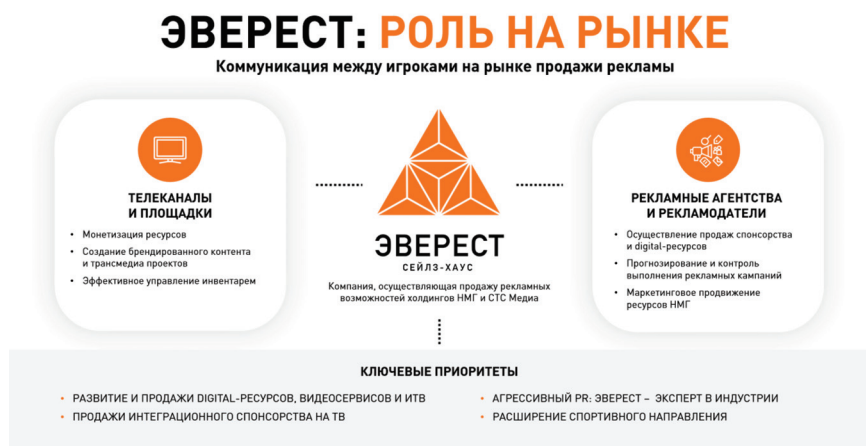 ЭВЕРЕСТ: РОЛЬ НА РЫНКЕ
Коммуникация между игроками на рынке продажи рекламы
ТЕЛЕКАНАЛЫ
И ПЛОЩАДКИ
• Монетизация ресурсов
• Создание брендированного контента
и трансмедиа проектов
• Эффективное управление инвентарем
ЭВЕРЕСТ
СЕЙЛЗ-ХАУС
Компания, осуществляющая продажу рекламных
возможностей холдингов НМГ и СТС Медиа
РЕКЛАМНЫЕ АГЕНТСТВА
И РЕКЛАМОДАТЕЛИ
• Осуществление продаж спонсорства
и digital-ресурсов
• Прогнозирование и контроль
выполнения рекламных кампаний
• Маркетинговое продвижение
ресурсов НМГ
КЛЮЧЕВЫЕ ПРИОРИТЕТЫ
• РАЗВИТИЕ И ПРОДАЖИ DIGITAL-РЕСУРСОВ, ВИДЕОСЕРВИСОВ И ИТВ
• ПРОДАЖИ ИНТЕГРАЦИОННОГО СПОНСОРСТВА НА ТВ
• АГРЕССИВНЫЙ PR: ЭВЕРЕСТ – ЭКСПЕРТ В ИНДУСТРИИ
• РАСШИРЕНИЕ СПОРТИВНОГО НАПРАВЛЕНИЯ